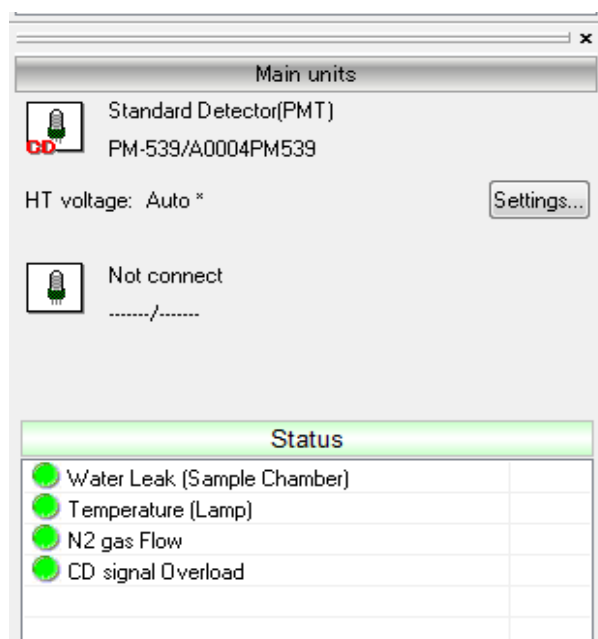 x
Main units
Standard Detector(PMT)
CD
PM-539/A0004PM539
HT voltage: Auto *
Settings...
Not connect
-------/-------
Status
Water Leak (Sample Chamber)
Temperature (Lamp)
N2 gas Flow
CD signal Overload